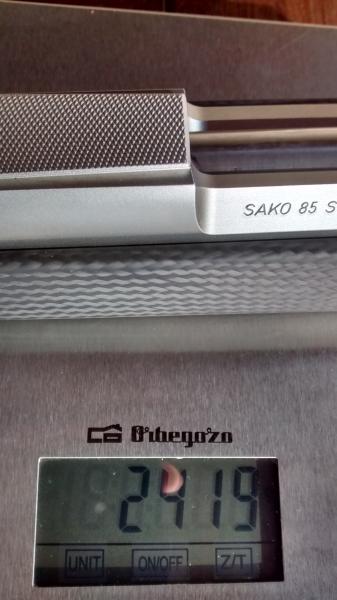 SAKO 85 S
Orbegozo
2419
UNIT ON/OFF Z/T